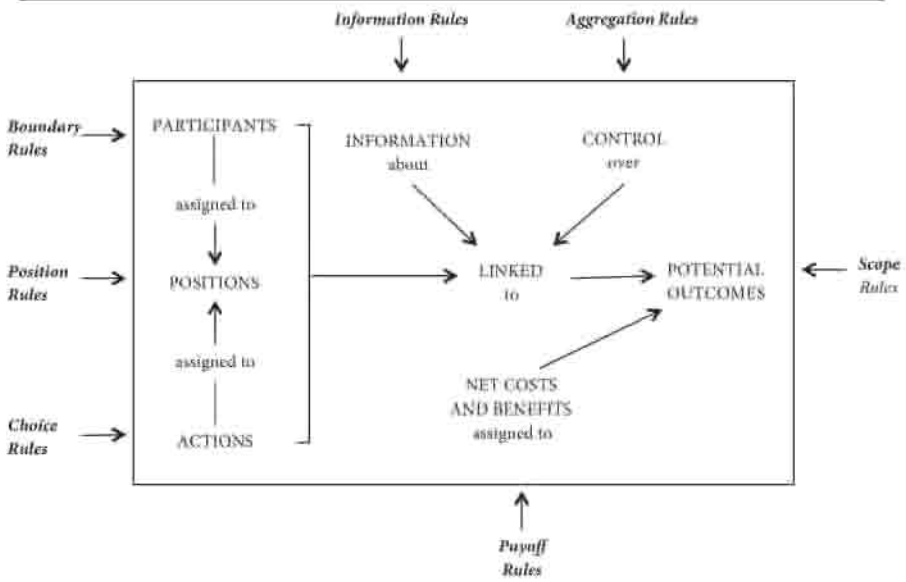 Information Rules
Aggregation Rules
Boundary
Rules
PARTICIPANTS
INFORMATION
about
CONTROL
over
assigned to
Position
Rules
POSITIONS
LINKED
to
POTENTIAL
OUTCOMES
Scope
Rules
assigned to
NET COSTS
AND BENEFITS
assigned to
Choice
Rules
ACTIONS
Payoff
Rules